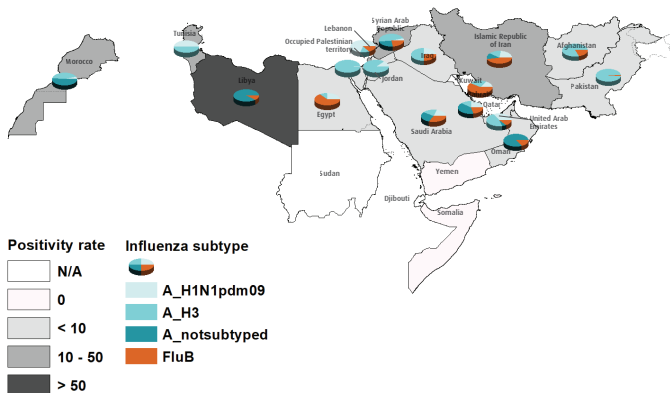 Lebanon
Syrian Arab
Republic
Tunisia
Occupied Palestinian
territory
Islamic Republic
of Iran
Afghanistan
Morocco
Iraq
Libya
Jordan
Kuwait
Pakistan
Egypt
Qatar
Saudi Arabia
United Arab
Emirates
Oman
Sudan
Yemen
Djibouti
Somalia
Positivity rate
N/A
0
< 10
10 - 50
> 50
Influenza subtype
A_H1N1pdm09
A_H3
A_notsubtyped
FluB